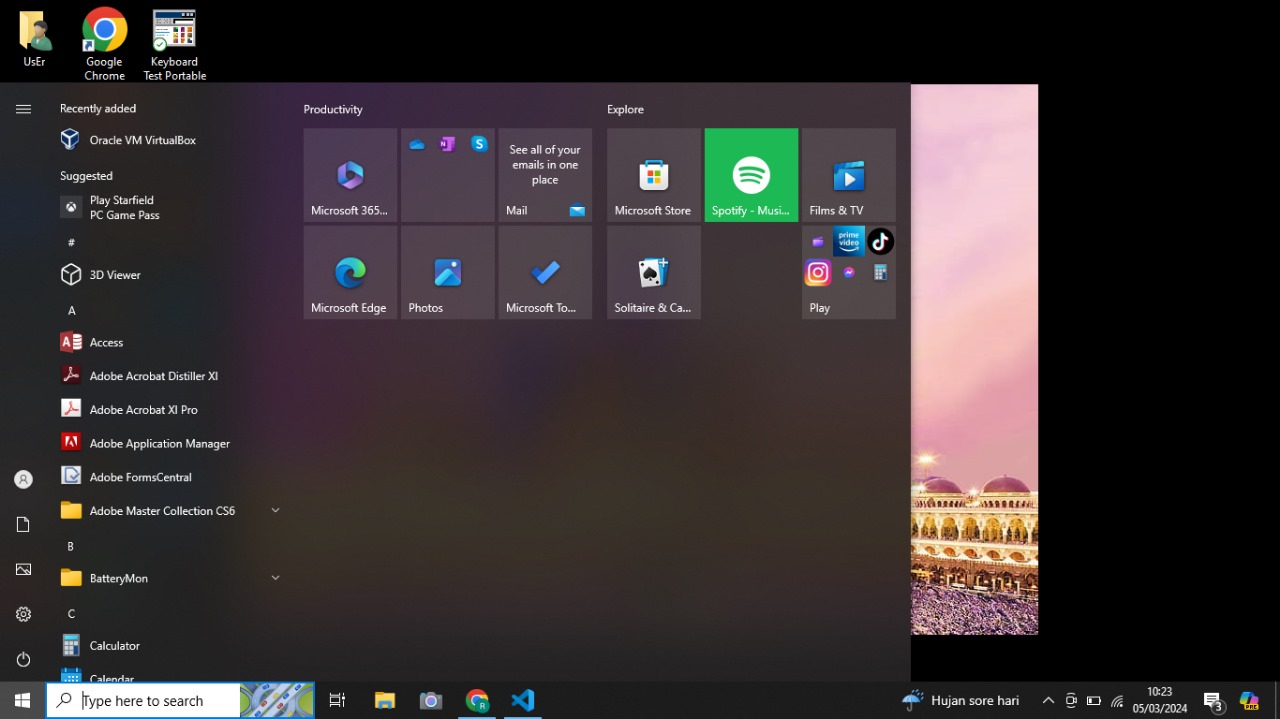 UsEr
Google
Chrome
Keyboard
Test Portable
Recently added
Oracle VM VirtualBox
Suggested
Play Starfield
PC Game Pass
#
3D Viewer
A
Access
Adobe Acrobat Distiller XI
Adobe Acrobat XI Pro
Adobe Application Manager
Adobe FormsCentral
Adobe Master Collection CS6
B
BatteryMon
C
Calculator
Calendar
Productivity
Microsoft 365...
See all of your
emails in one
place
Mail
Microsoft Edge
Photos
Microsoft To...
Explore
Microsoft Store
Spotify - Musi...
Films & TV
Solitaire & Ca...
prime
video
Play
Type here to search
R
Hujan sore hari
10:23
05/03/2024
3
PRE